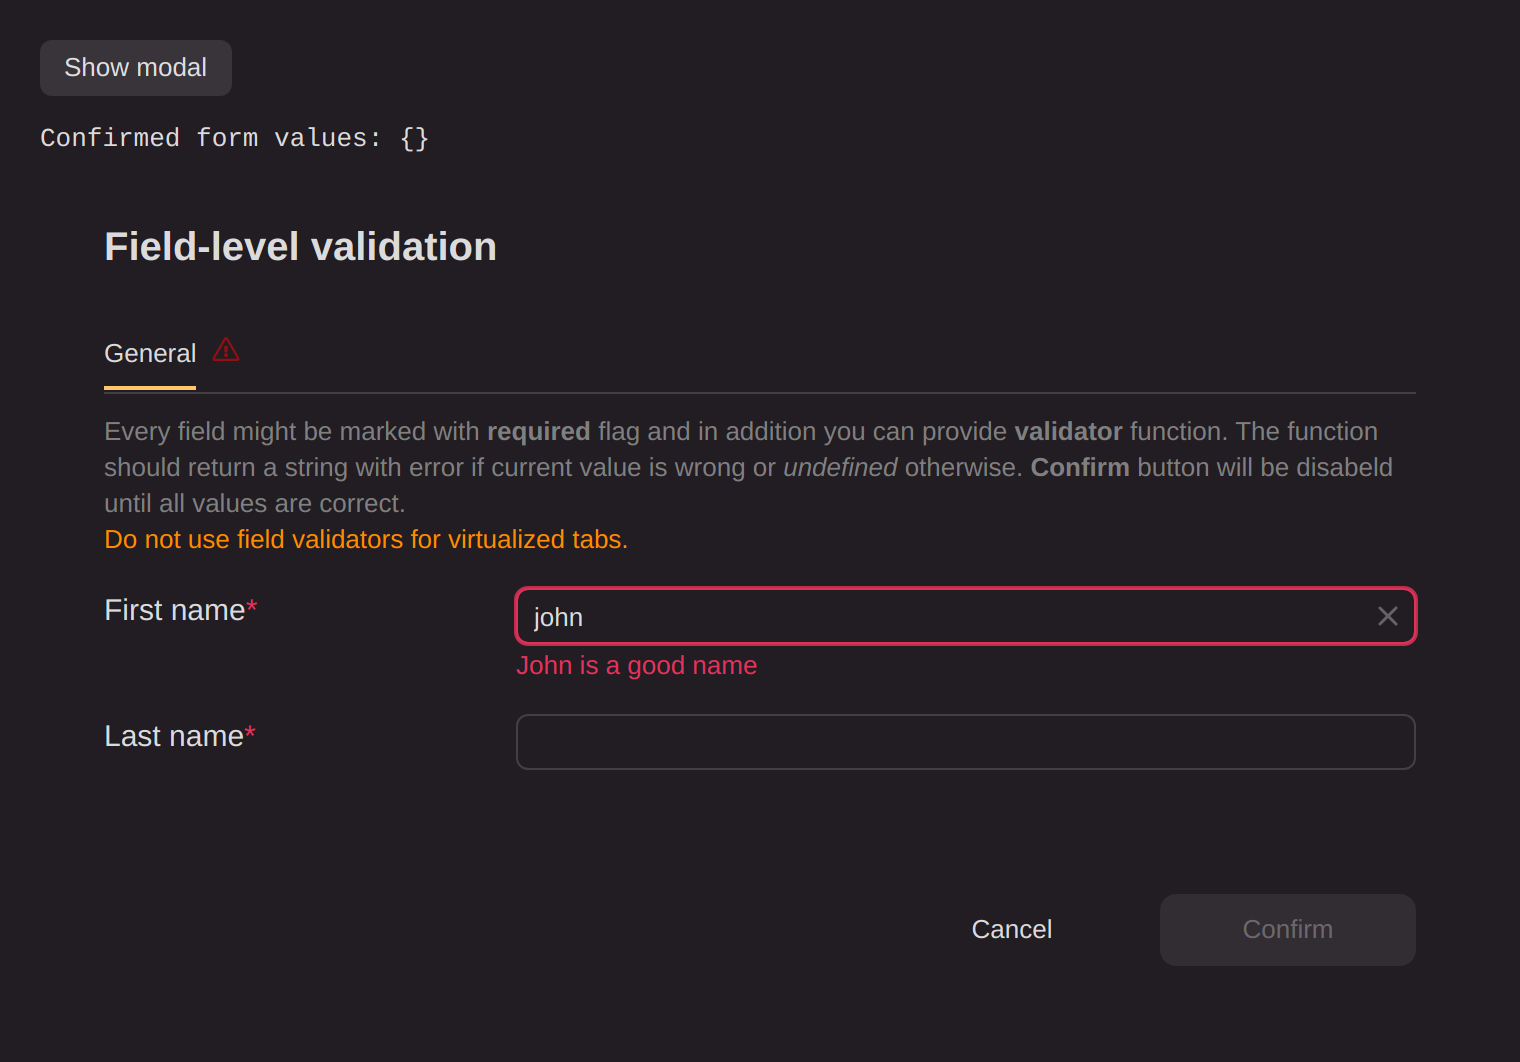 Show modal
Confirmed form values: {}
Field-level validation
General
Every field might be marked with required flag and in addition you can provide validator function. The function
should return a string with error if current value is wrong or undefined otherwise. Confirm button will be disabeld
until all values are correct.
Do not use field validators for virtualized tabs.
First name*
john
John is a good name
Last name*
Cancel
Confirm